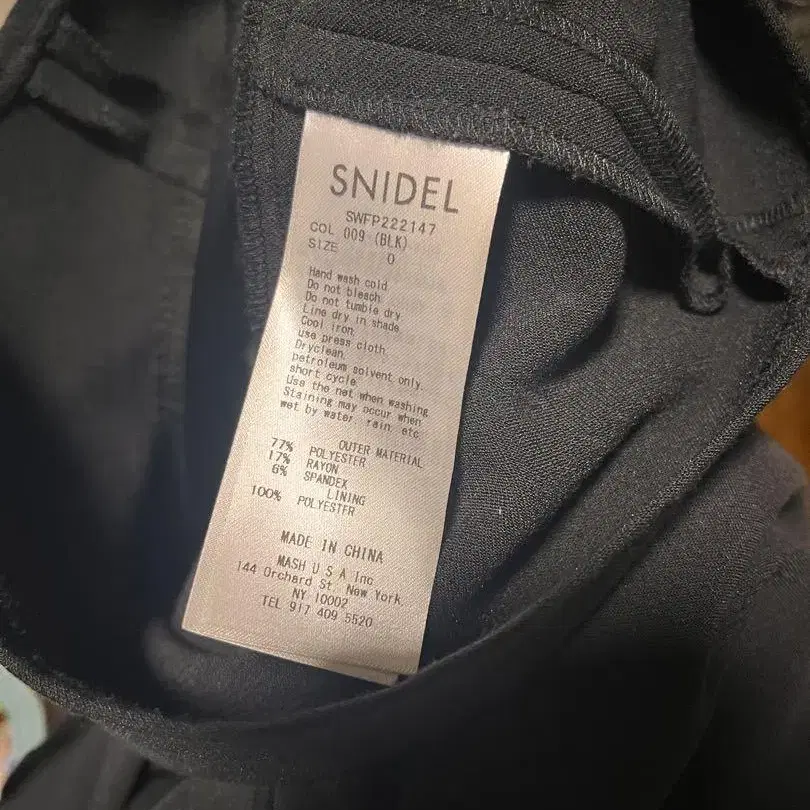 SNIDEL
SWFP222147
COL 009 (BLK)
SIZE 0
Hand wash cold.
Do not bleach.
Do not tumble dry.
Line dry in shade.
Cool iron.
use press cloth.
Dryclean.
petroleum solvent only.
short cycle.
Use the net when washing
Staining may occur when
wet by water, rain, etc
OUTER MATERIAL
77% POLYESTER
17% RAYON
6% SPANDEX
LINING
100% POLYESTER
MADE IN CHINA
MASH U S A Inc
144 Orchard St New York
NY 10002
TEL 917 409 5520